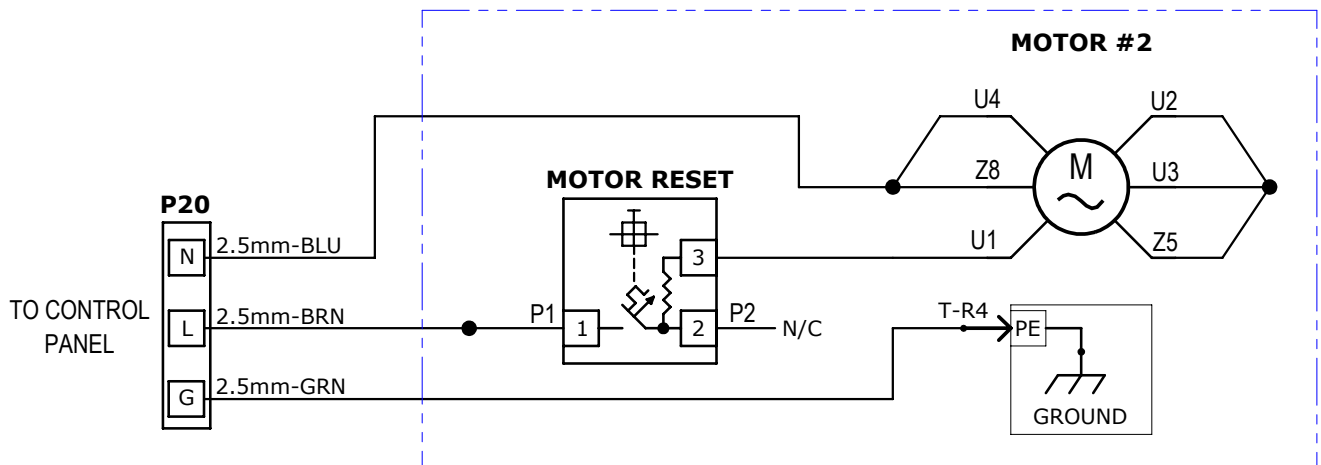 MOTOR #2
U4
U2
M
Z8
U3
MOTOR RESET
P20
N
2.5mm-BLU
U1
Z5
3
TO CONTROL
PANEL
L
2.5mm-BRN
P1
1
2
P2
N/C
T-R4
PE
G
2.5mm-GRN
GROUND